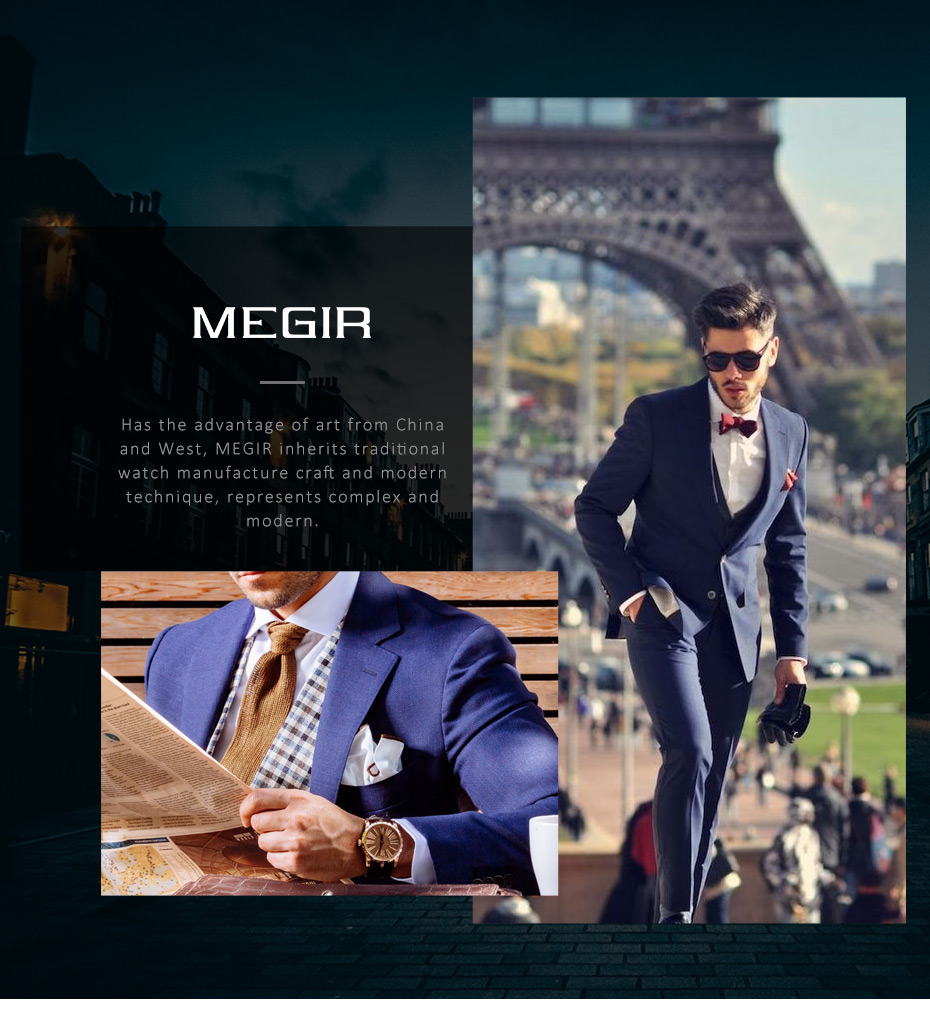 MEGIR
Has the advantage of art from China
and West, MEGIR inherits traditional
watch manufacture craft and modern
technique, represents complex and
modern.